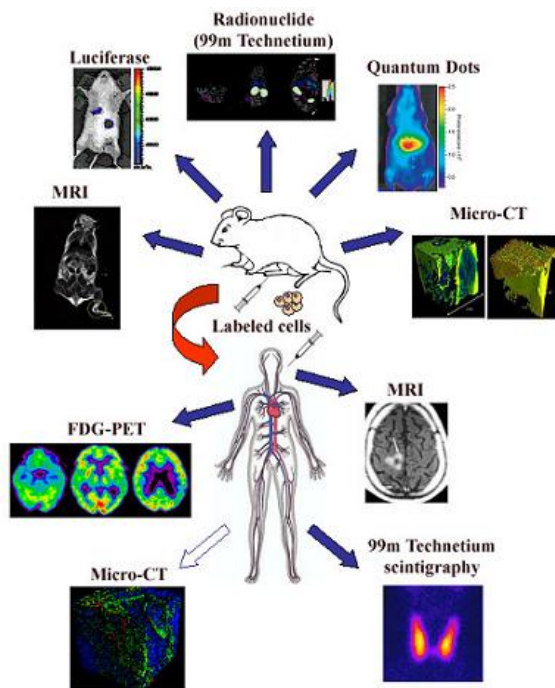 Radionuclide
(99m Technetium)
Luciferase
Quantum Dots
MRI
Micro-CT
Labeled cells
MRI
FDG-PET
Micro-CT
99m Technetium
scintigraphy